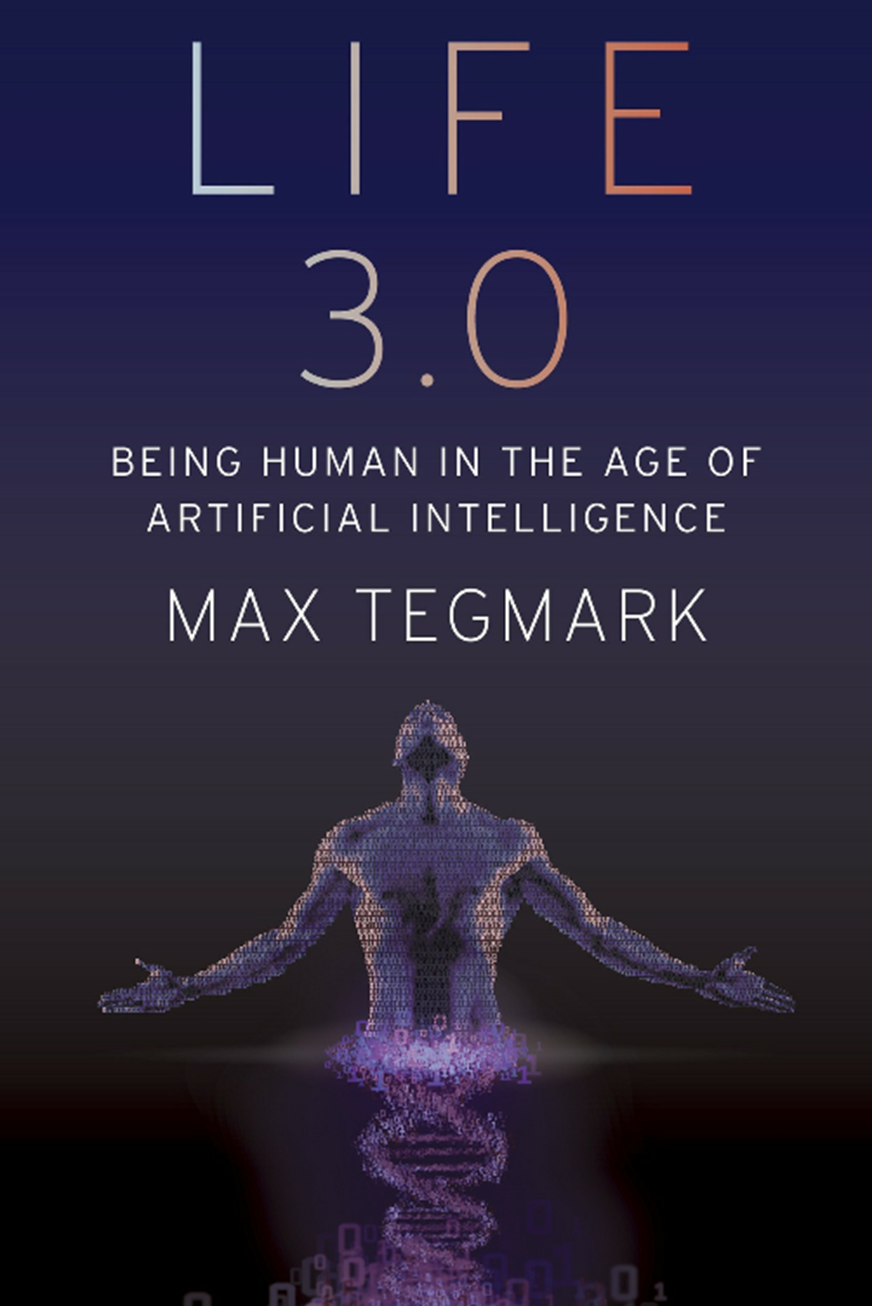 LIFE
3.0
BEING HUMAN IN THE AGE OF
ARTIFICIAL INTELLIGENCE
MAX TEGMARK